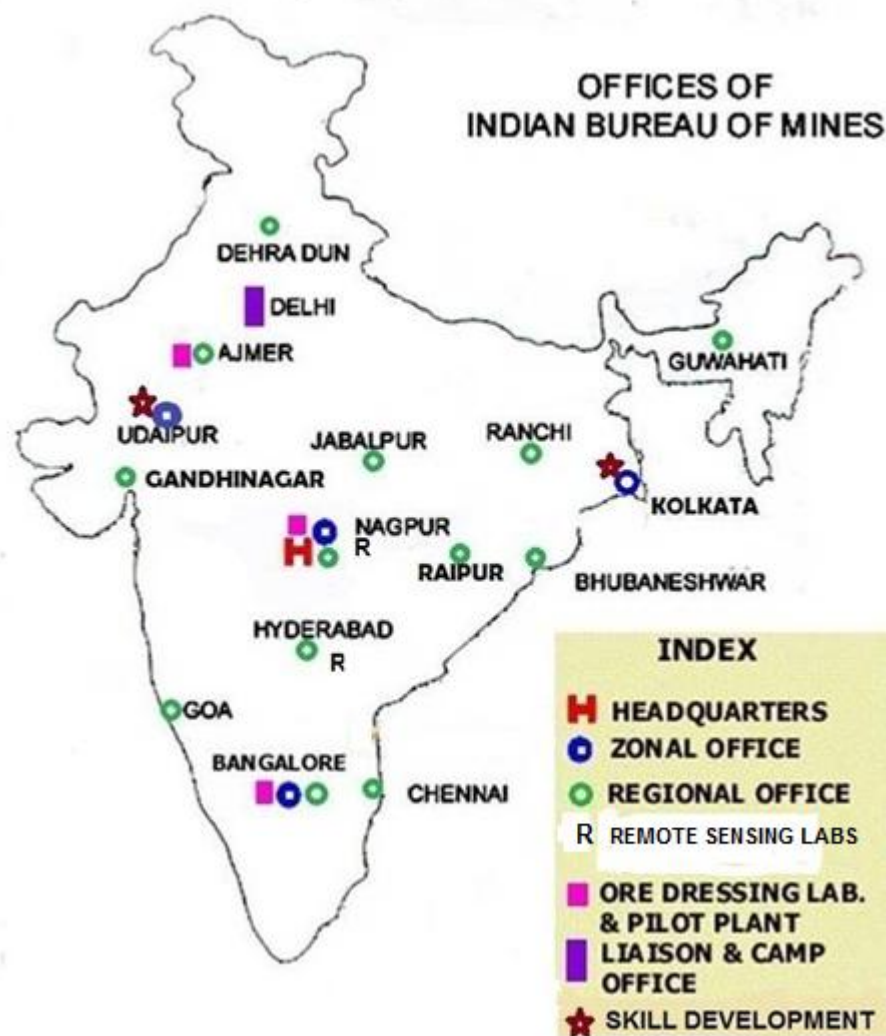 OFFICES OF
INDIAN BUREAU OF MINES
DEHRA DUN
DELHI
AJMER
GUWAHATI
UDAIPUR
JABALPUR
RANCHI
GANDHINAGAR
KOLKATA
NAGPUR
H R
RAIPUR
BHUBANESHWAR
HYDERABAD
R
GOA
BANGALORE
CHENNAI
INDEX
H HEADQUARTERS
ZONAL OFFICE
REGIONAL OFFICE
R REMOTE SENSING LABS
ORE DRESSING LAB.
& PILOT PLANT
LIAISON & CAMP
OFFICE
SKILL DEVELOPMENT